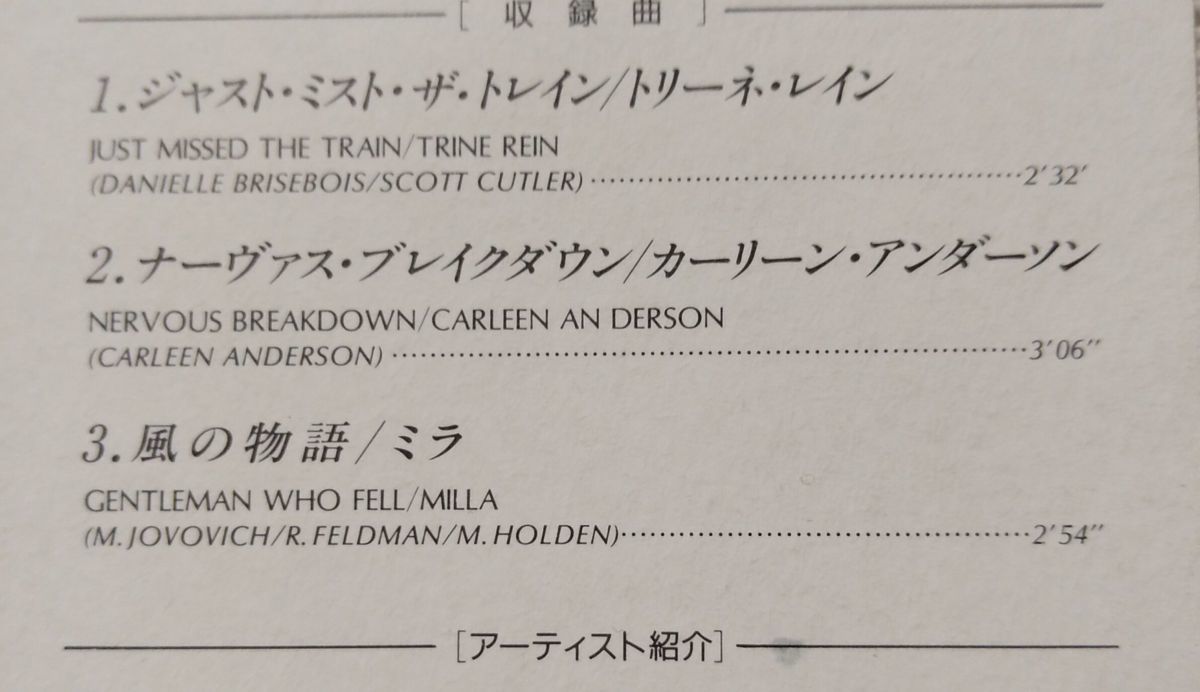 [収録曲]
1.ジャスト・ミスト・ザ・トレイン/トリーネ・レイン
JUST MISSED THE TRAIN/TRINE REIN
(DANIELLE BRISEBOIS/SCOTT CUTLER)…………………………………2'32'
2.ナーヴァス・ブレイクダウン/カーリーン・アンダーソン
NERVOUS BREAKDOWN/CARLEEN AN DERSON
(CARLEEN ANDERSON)…………………………………………………3'06"
3.風の物語/ミラ
GENTLEMAN WHO FELL/MILLA
(M.JOVOVICH/R.FELDMAN/M.HOLDEN)………………………………2'54"
[アーティスト紹介]